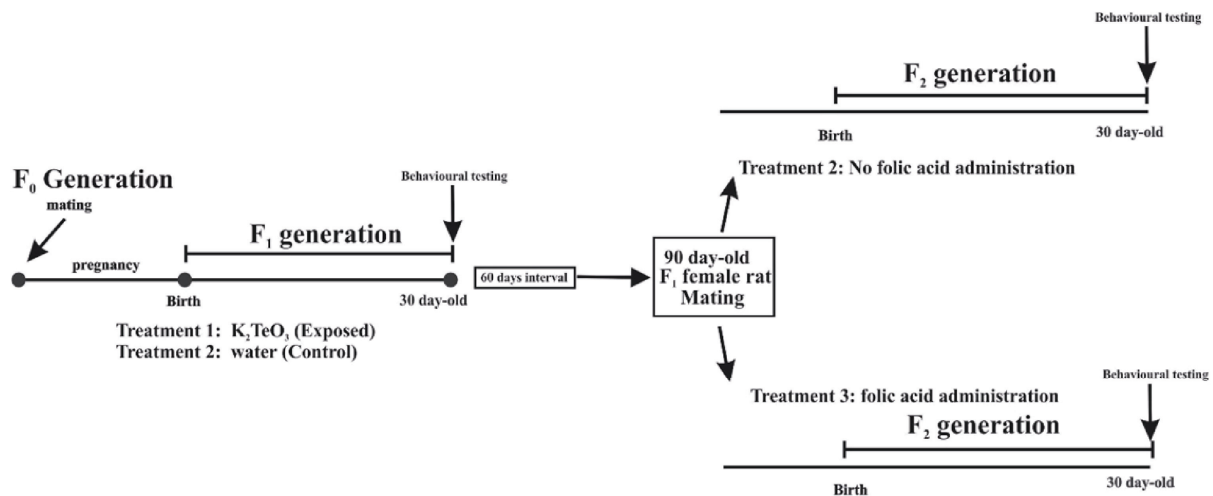 F₀ Generation
mating
pregnancy
Birth
F₁ generation
Behavioural testing
30 day-old
Treatment 1: K₂TeO₃ (Exposed)
Treatment 2: water (Control)
60 days interval
90 day-old
F₁ female rat
Mating
Behavioural testing
F₂ generation
Birth
30 day-old
Treatment 2: No folic acid administration
Treatment 3: folic acid administration
Behavioural testing
F₂ generation
Birth
30 day-old